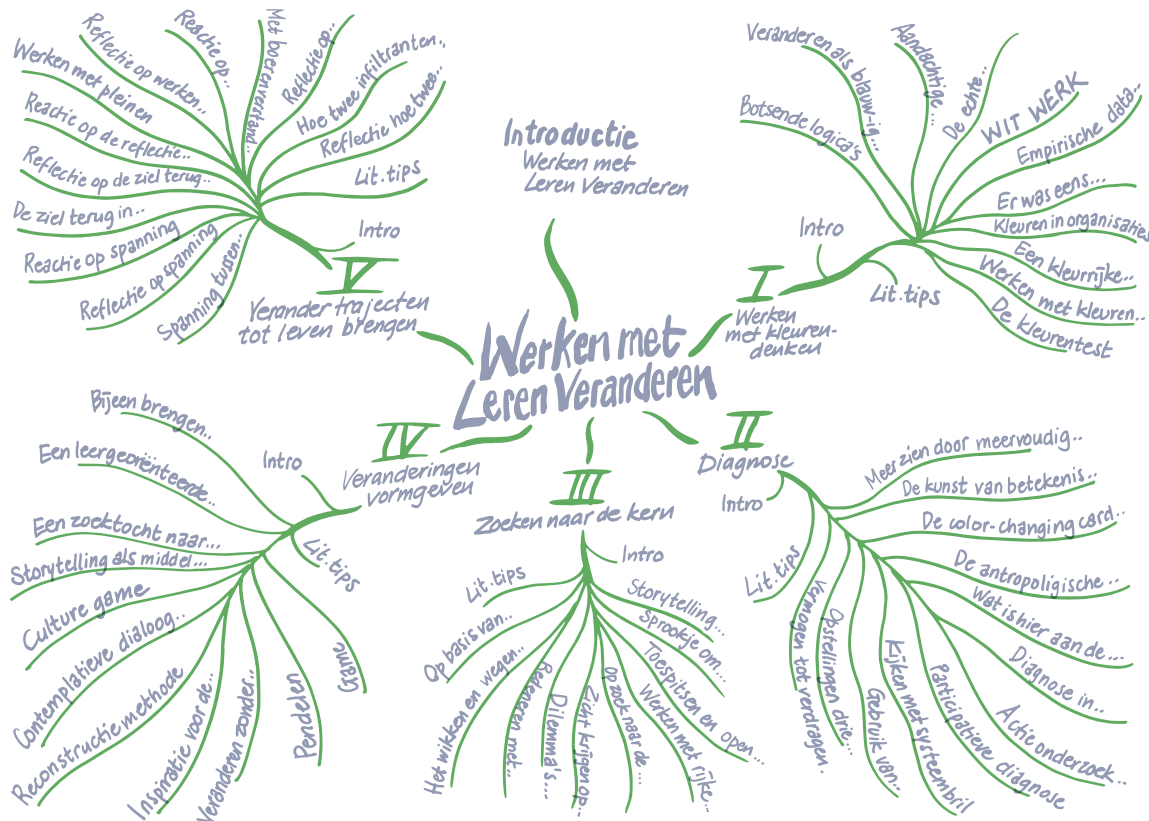 Introductie
Werken met
Leren Veranderen
Werken met
Leren Veranderen
I
Werken
met kleuren-
denken
Intro
Lit.tips
Botsende logica's
Veranderen als blauw-ig...
Aandachtige...
De echte...
WIT WERK
Empirische data..
Er was eens...
Kleuren in organisaties
Een kleurrijke..
Werken met kleuren..
De kleurentest
II
Diagnose
Intro
Meer zien door meervoudig..
De kunst van betekenis..
De color-changing card..
De antropoligische..
Wat is hier aan de...
Diagnose in..
Actie onderzoek..
Participatieve diagnose
Kijken met systeembril
Gebruik van..
Opstellingen drie...
Vermogen tot verdragen.
Lit.tips
III
Zoeken naar de kern
Intro
Storytelling...
Sprookje om...
Toespitsen en open...
Werken met rijke...
Op zoek naar de...
Zicht krijgen op...
Dilemma's....
Redeneren met...
Het wikken en wegen..
Op basis van..
Lit.tips
IV
Veranderingen
vormgeven
Intro
Bijeen brengen..
Een leergeoriënteerde...
Een zoektocht naar...
Storytelling als middel...
Culture game
Contemplatieve dialoog..
Reconstructie methode
Inspiratie voor de..
Veranderen zonder..
Pendelen
Game
Lit.tips
V
Verander trajecten
tot leven brengen
Intro
Spanning tussen..
Reflectie op spanning
Reactie op spanning
De ziel terug in..
Reflectie op de ziel terug..
Reactie op de reflectie..
Werken met pleinen
Reflectie op werken..
Reactie op..
Met boerenverstand..
Reflectie op...
Hoe twee infiltranten..
Reflectie hoe twee...
Lit.tips